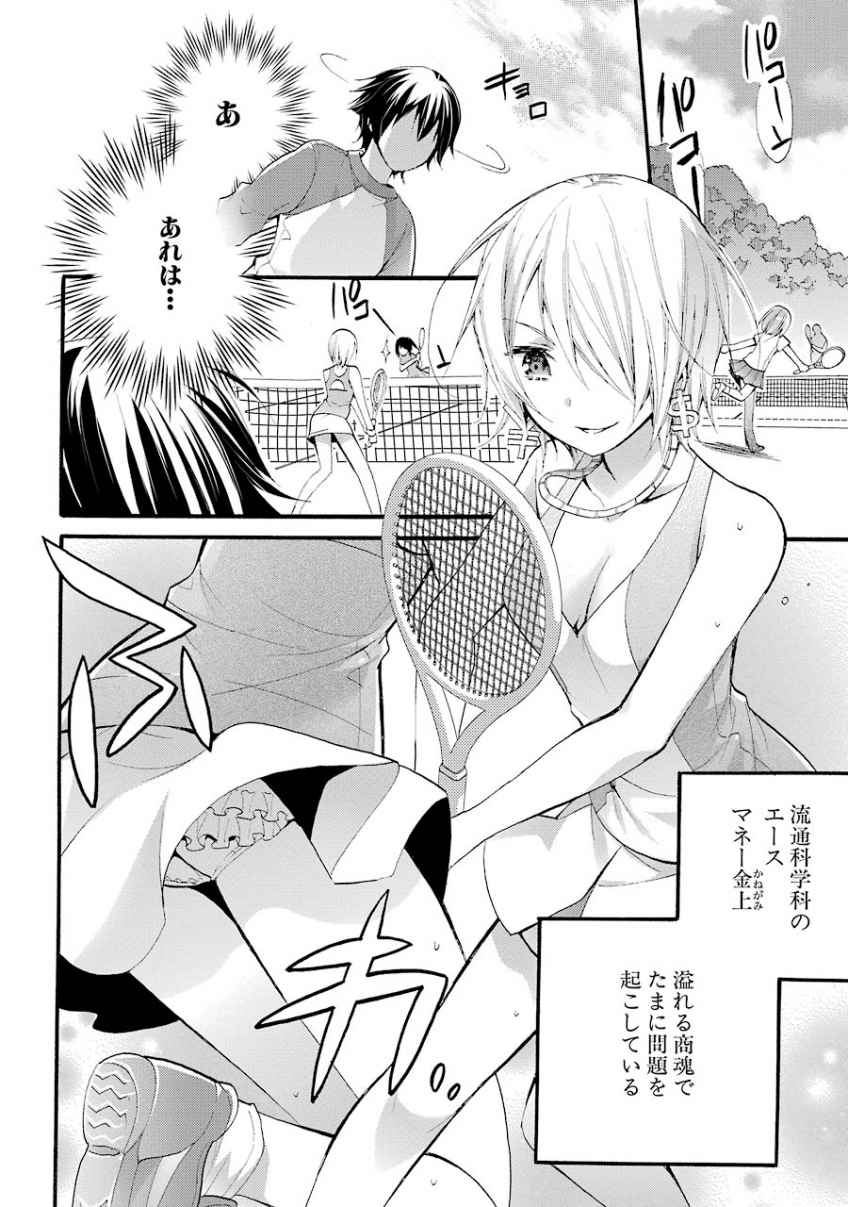 パコーン
パコーン
キョロ
あ
あれは…
パコーン
流通科学科の
エース
マネー金上
かねがみ
溢れる商魂で
たまに問題を
起こしている
$